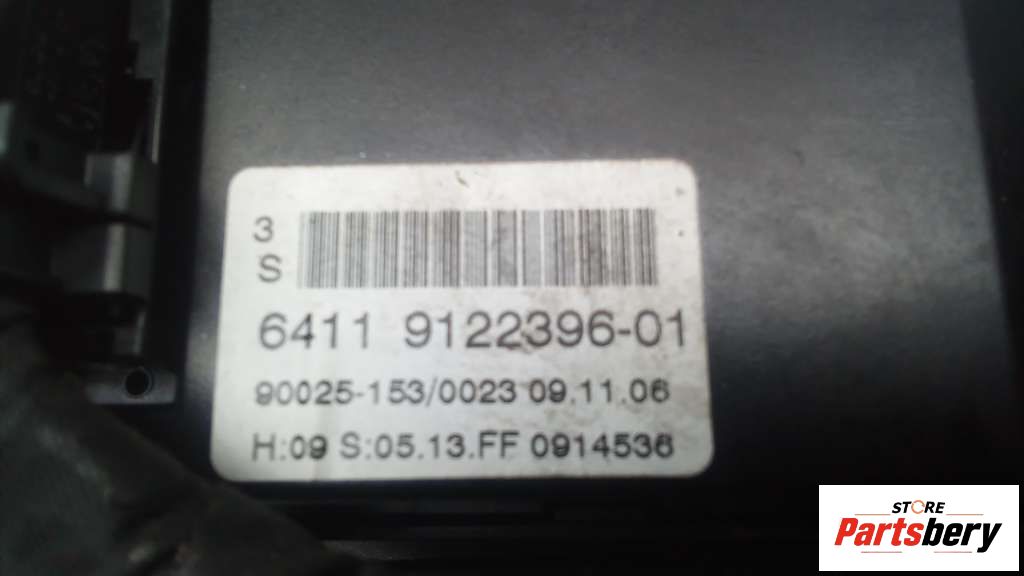 3
S
6411 9122396-01
90025-153/0023 09.11.06
H:09 S:05.13.FF 0914536
STORE
Partsbery